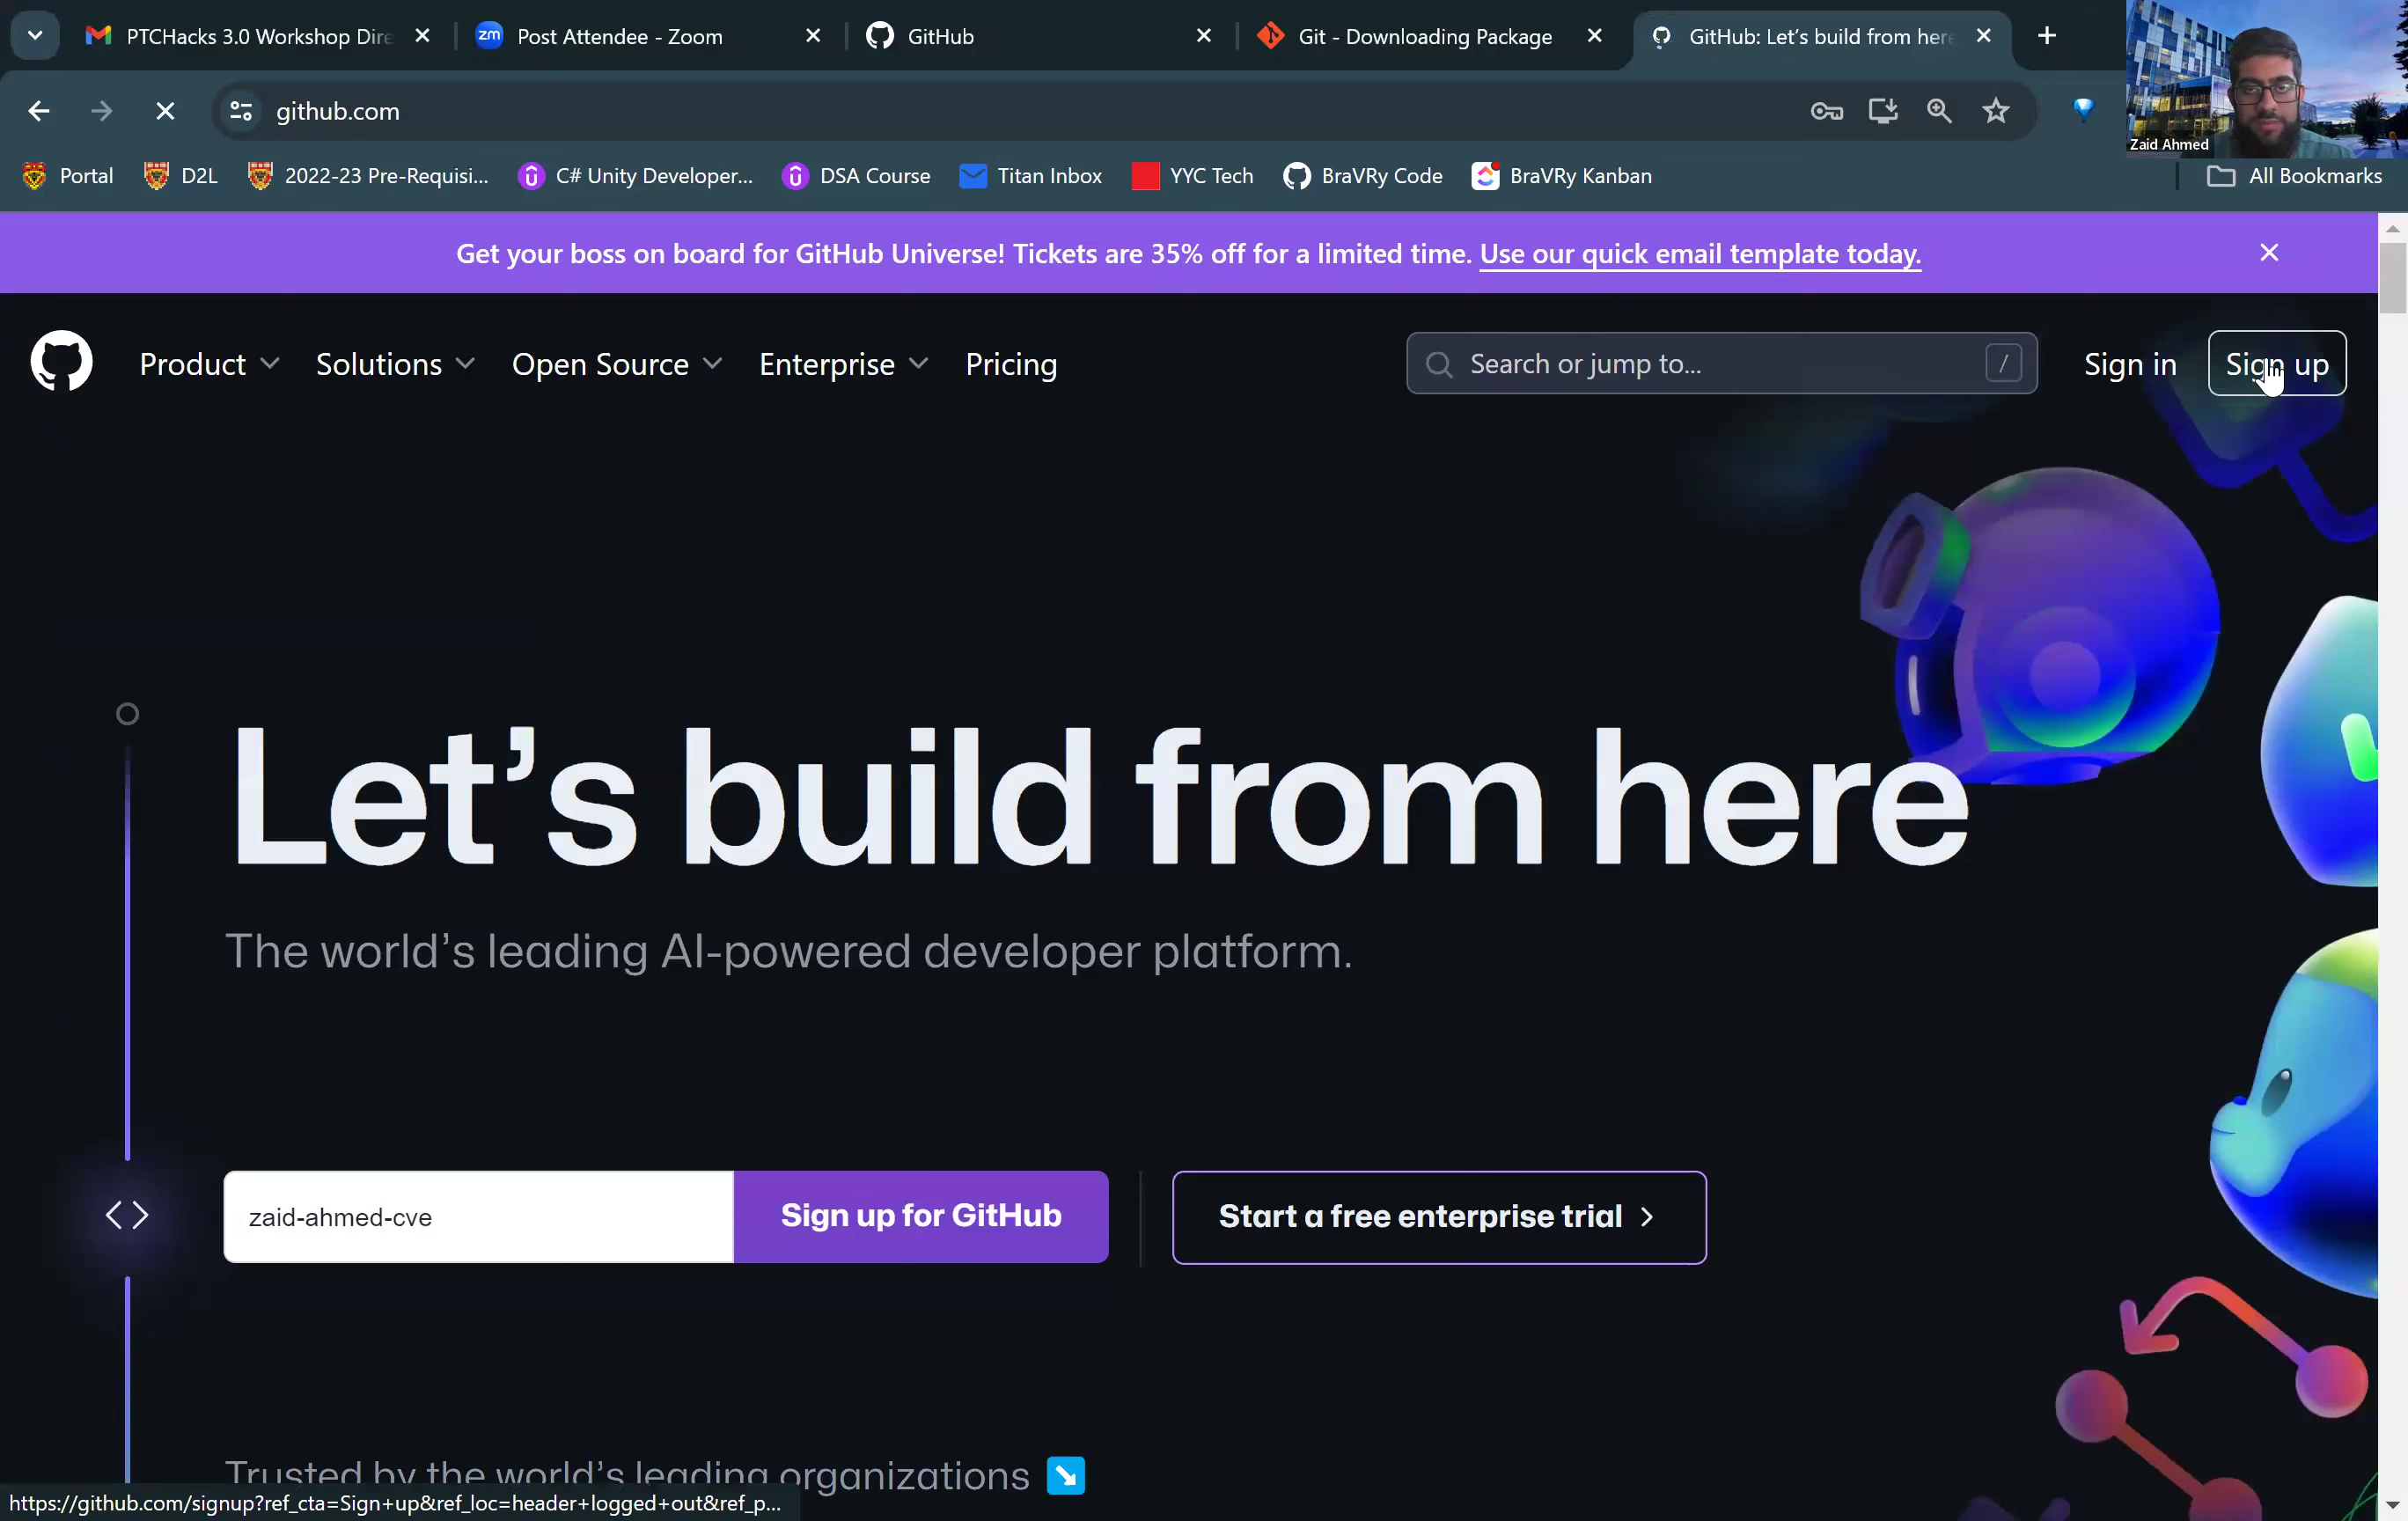 PTCHacks 3.0 Workshop Dire
zm Post Attendee - Zoom
GitHub
Git - Downloading Package
GitHub: Let's build from here
github.com
Zaid Ahmed
Portal
D2L
2022-23 Pre-Requisi...
C# Unity Developer...
DSA Course
Titan Inbox
YYC Tech
BraVRy Code
BraVRy Kanban
All Bookmarks
Get your boss on board for GitHub Universe! Tickets are 35% off for a limited time. Use our quick email template today.
Product
Solutions
Open Source
Enterprise
Pricing
Search or jump to... /
Sign in
Sign up
Let’s build from here
The world’s leading AI-powered developer platform.
zaid-ahmed-cve
Sign up for GitHub
Start a free enterprise trial
Trusted by the world’s leading organizations
https://github.com/signup?ref_cta=Sign+up&ref_loc=header+logged+out&ref_p...